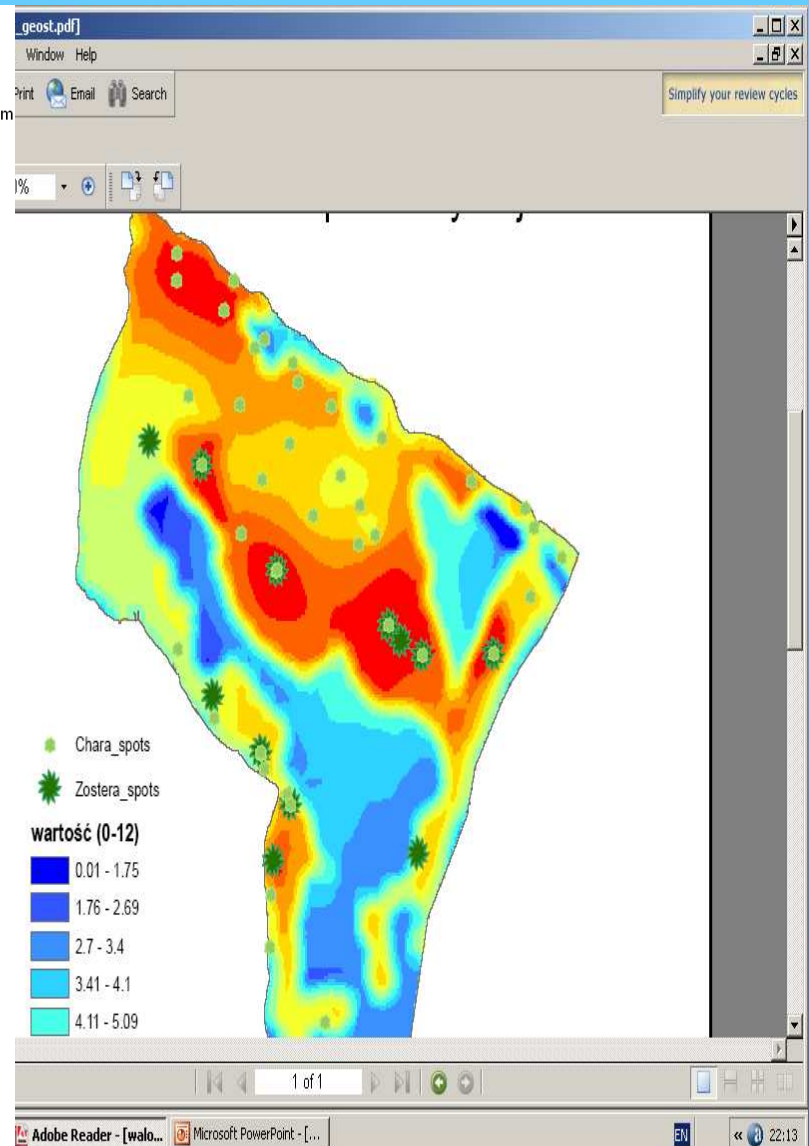 _geost.pdf]
Window Help
Print Email Search
Simplify your review cycles
m
%
Chara_spots
Zostera_spots
wartość (0-12)
0.01 - 1.75
1.76 - 2.69
2.7 - 3.4
3.41 - 4.1
4.11 - 5.09
1 of 1
Adobe Reader - [walo... Microsoft PowerPoint - [... EN « 22:13